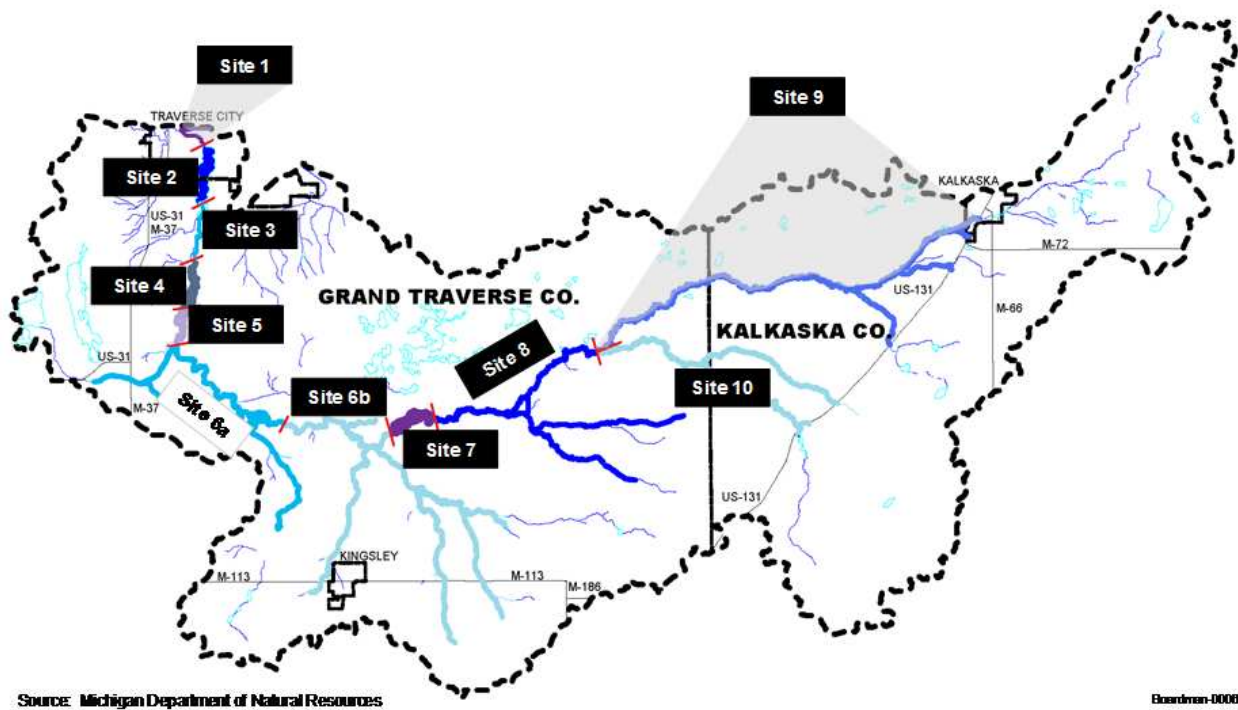 Site 1
TRAVERSE CITY
Site 9
Site 2
KALKASKA
US-31
M-37
Site 3
M-72
Site 4
GRAND TRAVERSE CO.
US-131
Site 5
KALKASKA CO.
M-66
US-31
Site 8
M-37
Site 6a
Site 6b
Site 10
Site 7
US-131
KINGSLEY
M-113
M-113
M-186
Source: Michigan Department of Natural Resources